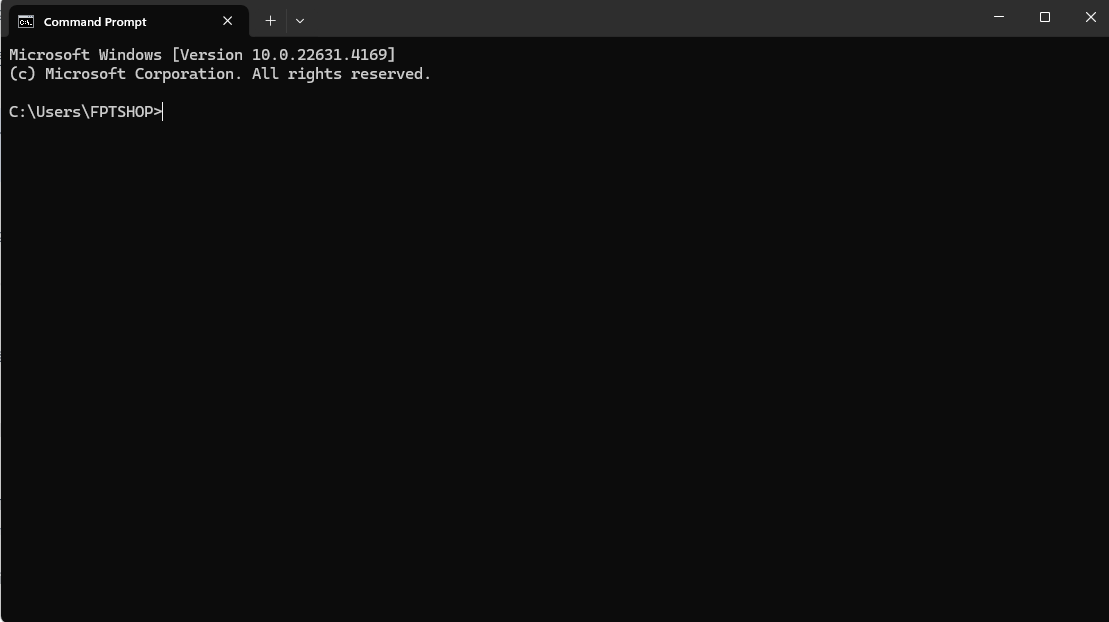 Command Prompt
Microsoft Windows [Version 10.0.22631.4169]
(c) Microsoft Corporation. All rights reserved.
C:\Users\FPTSHOP>